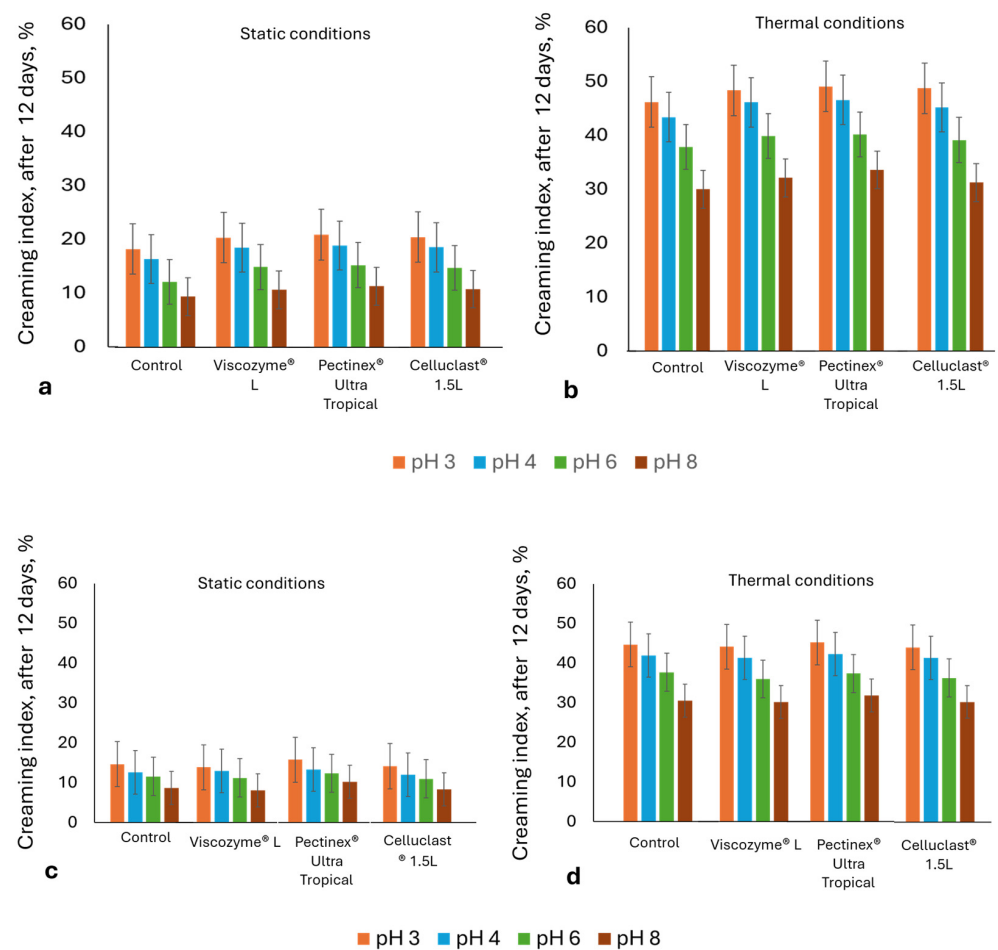 Static conditions
Creaming index, after 12 days, %
60
50
40
30
20
10
0
Control
Viscozyme®
L
Pectinex®
Ultra
Tropical
Celluclast®
1.5L
a
Thermal conditions
Creaming index, after 12 days, %
60
50
40
30
20
10
0
Control
Viscozyme®
L
Pectinex®
Ultra
Tropical
Celluclast®
1.5L
b
pH 3 pH 4 pH 6 pH 8
Static conditions
Creaming index, after 12 days, %
60
50
40
30
20
10
0
Control
Viscozyme® L
Pectinex®
Ultra
Tropical
Celluclast
® 1.5L
c
Thermal conditions
Creaming index, after 12 days, %
60
50
40
30
20
10
0
Control
Viscozyme® L
Pectinex®
Ultra
Tropical
Celluclast®
1.5L
d
pH 3 pH 4 pH 6 pH 8